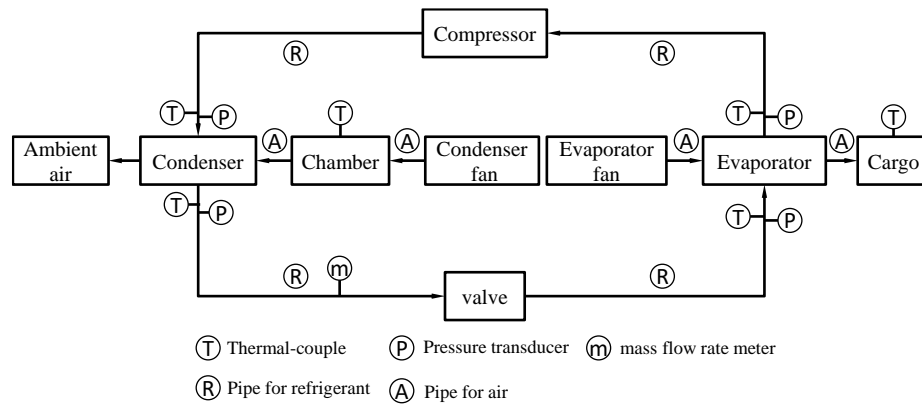 Compressor
R
R
T
P
T
T
P
T
A
A
A
A
Ambient
air
Condenser
Chamber
Condenser
fan
Evaporator
fan
Evaporator
Cargo
T
P
T
P
R
m
valve
R
T Thermal-couple
P Pressure transducer
m mass flow rate meter
R Pipe for refrigerant
A Pipe for air